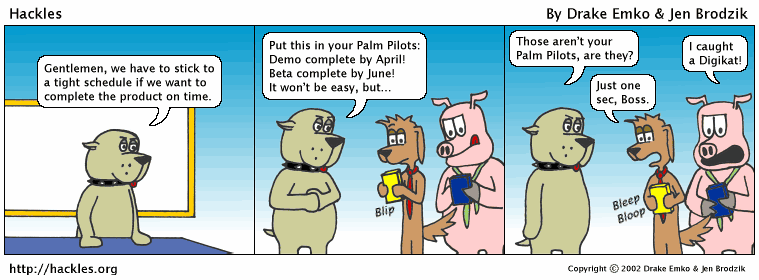 Hackles
By Drake Emko & Jen Brodzik
Gentlemen, we have to stick to
a tight schedule if we want to
complete the product on time.
Put this in your Palm Pilots:
Demo complete by April!
Beta complete by June!
It won't be easy, but...
Blip
Those aren't your
Palm Pilots, are they?
Just one
sec, Boss.
I caught
a Digikat!
Bleep
Bloop
http://hackles.org
Copyright © 2002 Drake Emko & Jen Brodzik